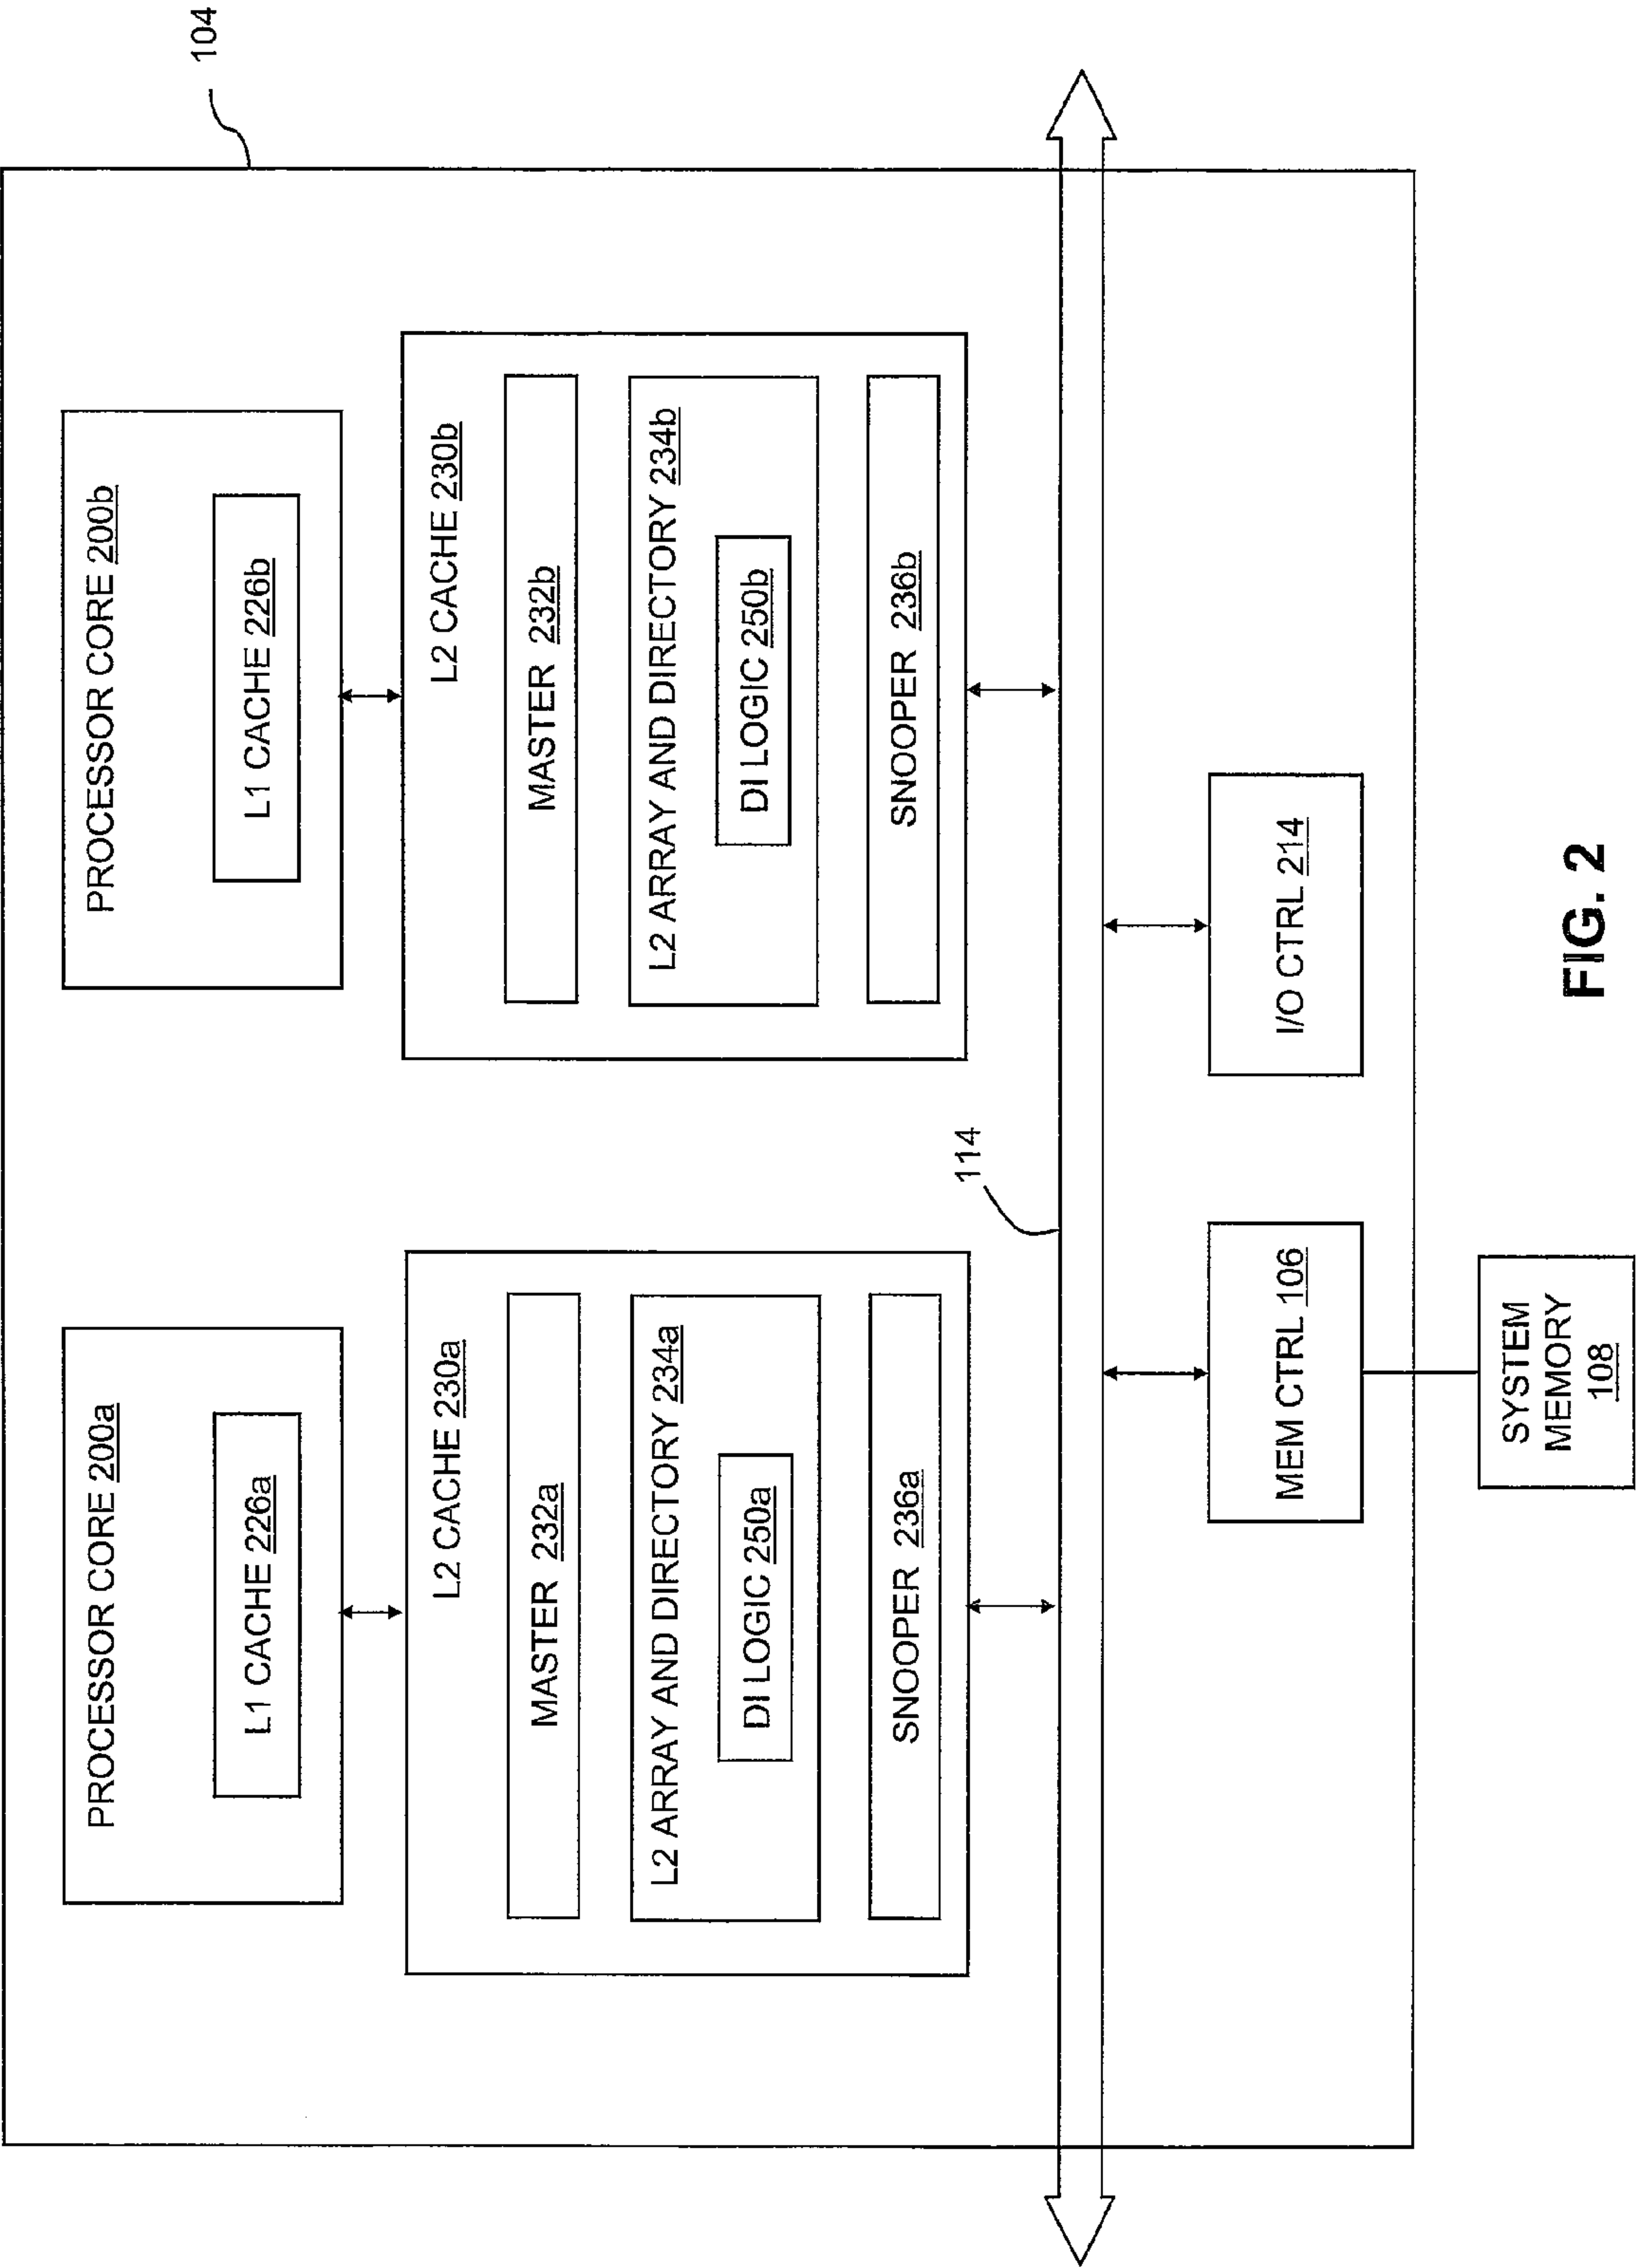 104
PROCESSOR CORE 200a
L1 CACHE 226a
PROCESSOR CORE 200b
L1 CACHE 226b
L2 CACHE 230a
MASTER 232a
L2 ARRAY AND DIRECTORY 234a
DI LOGIC 250a
SNOOPER 236a
L2 CACHE 230b
MASTER 232b
L2 ARRAY AND DIRECTORY 234b
DI LOGIC 250b
SNOOPER 236b
114
MEM CTRL 106
I/O CTRL 214
SYSTEM
MEMORY
108
FIG. 2